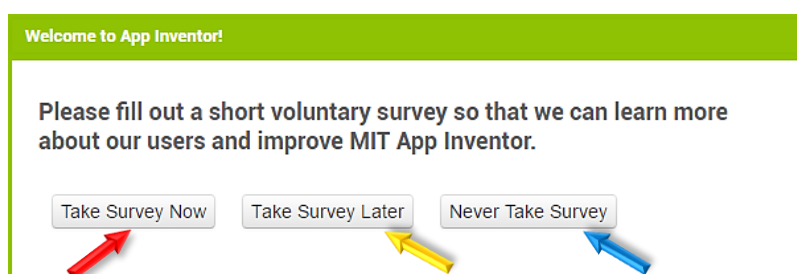 Welcome to App Inventor!
Please fill out a short voluntary survey so that we can learn more
about our users and improve MIT App Inventor.
Take Survey Now Take Survey Later Never Take Survey